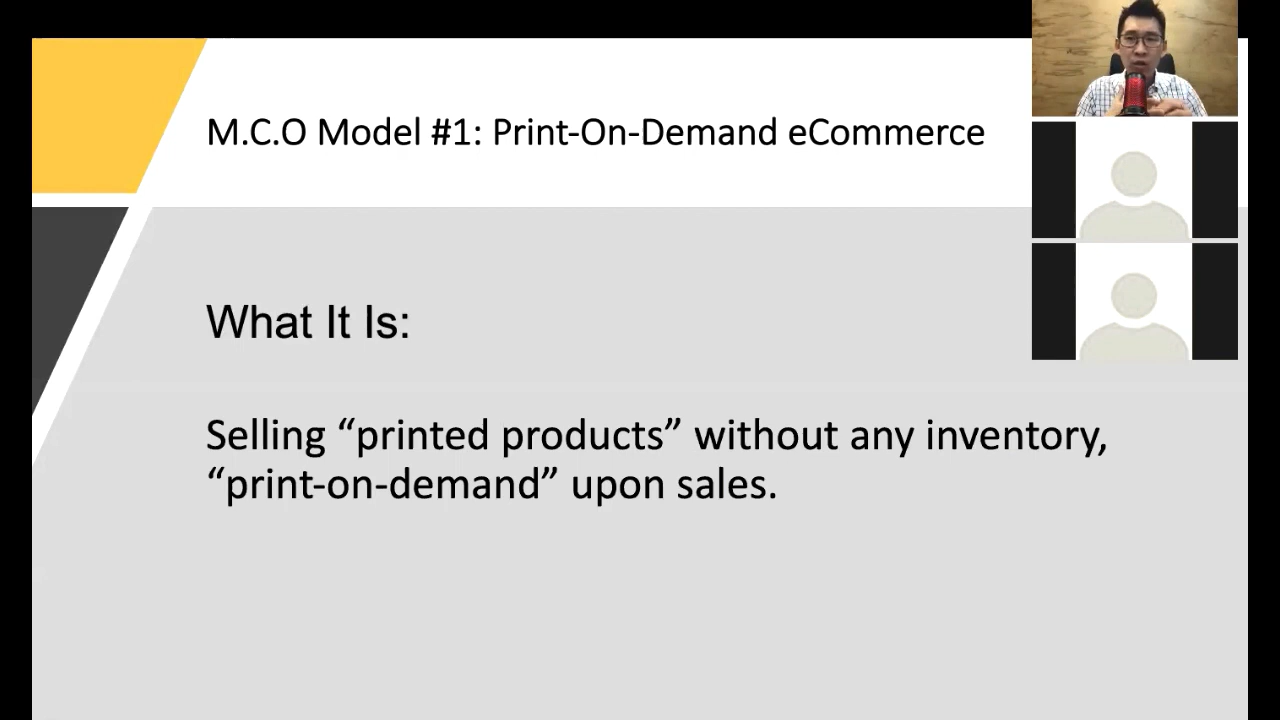 M.C.O Model #1: Print-On-Demand eCommerce
What It Is:
Selling “printed products” without any inventory,
“print-on-demand” upon sales.